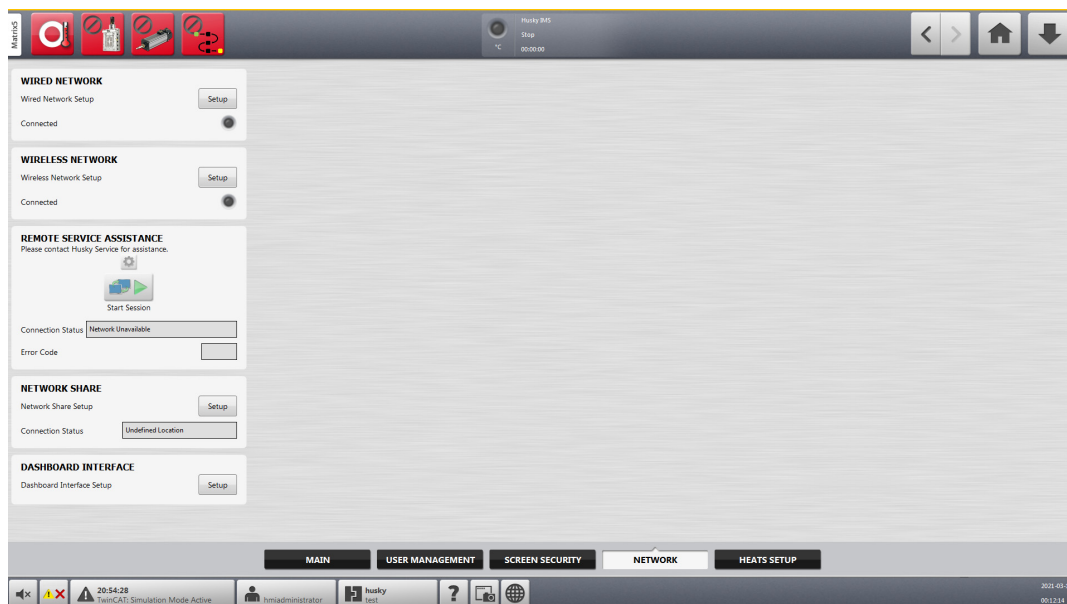 Matrix5
°C
Husky IMS
Stop
00:00:00
WIRED NETWORK
Wired Network Setup
Setup
Connected
WIRELESS NETWORK
Wireless Network Setup
Setup
Connected
REMOTE SERVICE ASSISTANCE
Please contact Husky Service for assistance.
Start Session
Connection Status Network Unavailable
Error Code
NETWORK SHARE
Network Share Setup
Setup
Connection Status Undefined Location
DASHBOARD INTERFACE
Dashboard Interface Setup
Setup
MAIN
USER MANAGEMENT
SCREEN SECURITY
NETWORK
HEATS SETUP
20:54:28
TwinCAT: Simulation Mode Active
hmiadministrator
husky
test
?
2021-03-
00:12:14